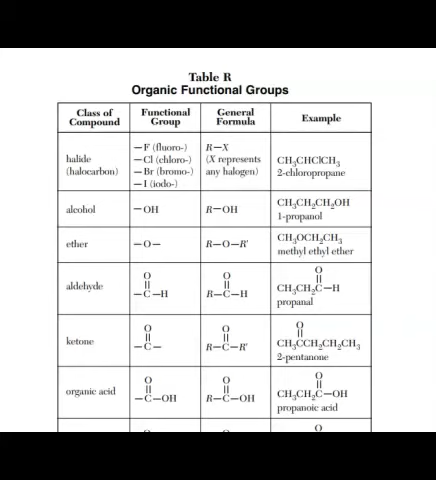 Table R
Organic Functional Groups
Class of Compound	Functional Group	General Formula	Example
halide (halocarbon)	—F (fluoro-)	R—X	CH₃CHClCH₃
—Cl (chloro-)	(X represents	2-chloropropane
—Br (bromo-)	any halogen)
—I (iodo-)
alcohol	—OH	R—OH	CH₃CH₂CH₂OH
1-propanol
ether	—O—	R—O—R′	CH₃OCH₂CH₃
methyl ethyl ether
O	O	O
||	||	||
aldehyde	—C—H	R—C—H	CH₃CH₂C—H
propanal
O	O	O
||	||	||
ketone	—C—	R—C—R′	CH₃CCH₂CH₂CH₃
2-pentanone
O	O	O
||	||	||
organic acid	—C—OH	R—C—OH	CH₃CH₂C—OH
propanoic acid
O